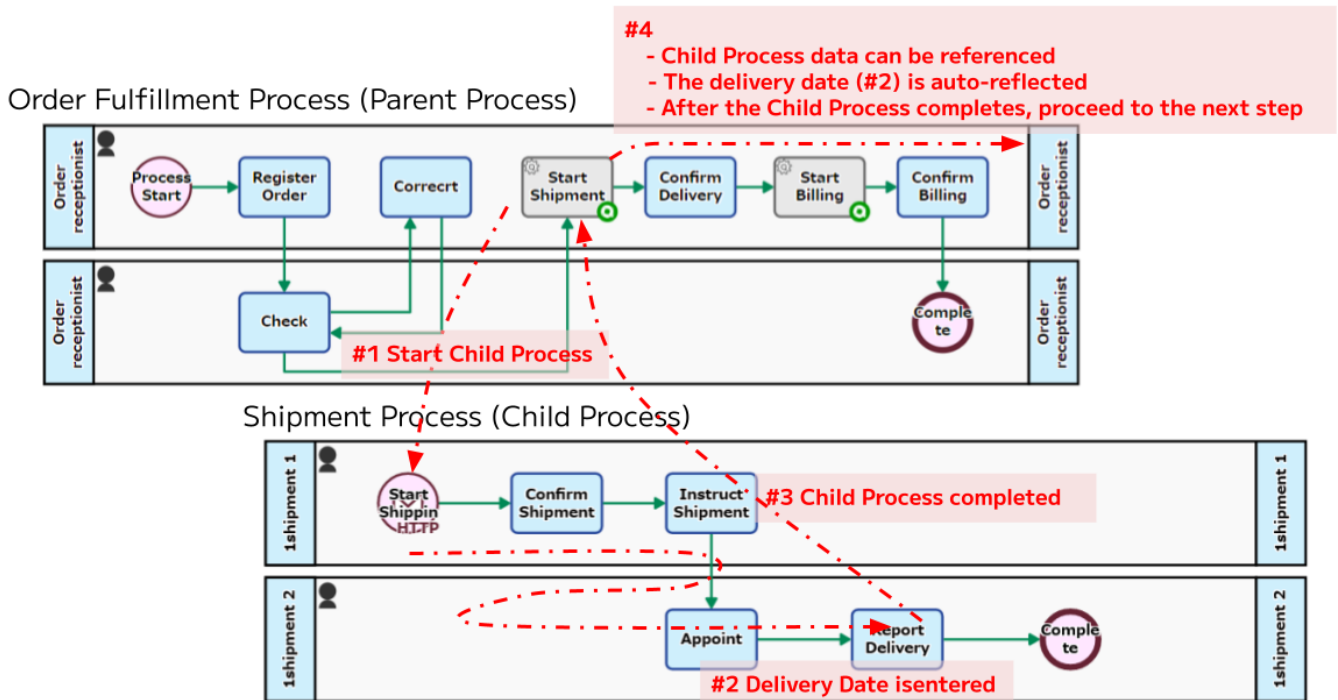 #4
- Child Process data can be referenced
- The delivery date (#2) is auto-reflected
- After the Child Process completes, proceed to the next step
Order Fulfillment Process (Parent Process)
Order
receptionist
Process
Start
Register
Order
Correcrt
Start
Shipment
Confirm
Delivery
Start
Billing
Confirm
Billing
Order
receptionist
Order
receptionist
Check
Comple
te
Order
receptionist
#1 Start Child Process
Shipment Process (Child Process)
1shipment 1
Start
Shippin
HTTP
Confirm
Shipment
Instruct
Shipment
#3 Child Process completed
1shipment 1
1shipment 2
Appoint
Report
Delivery
Comple
te
1shipment 2
#2 Delivery Date isentered